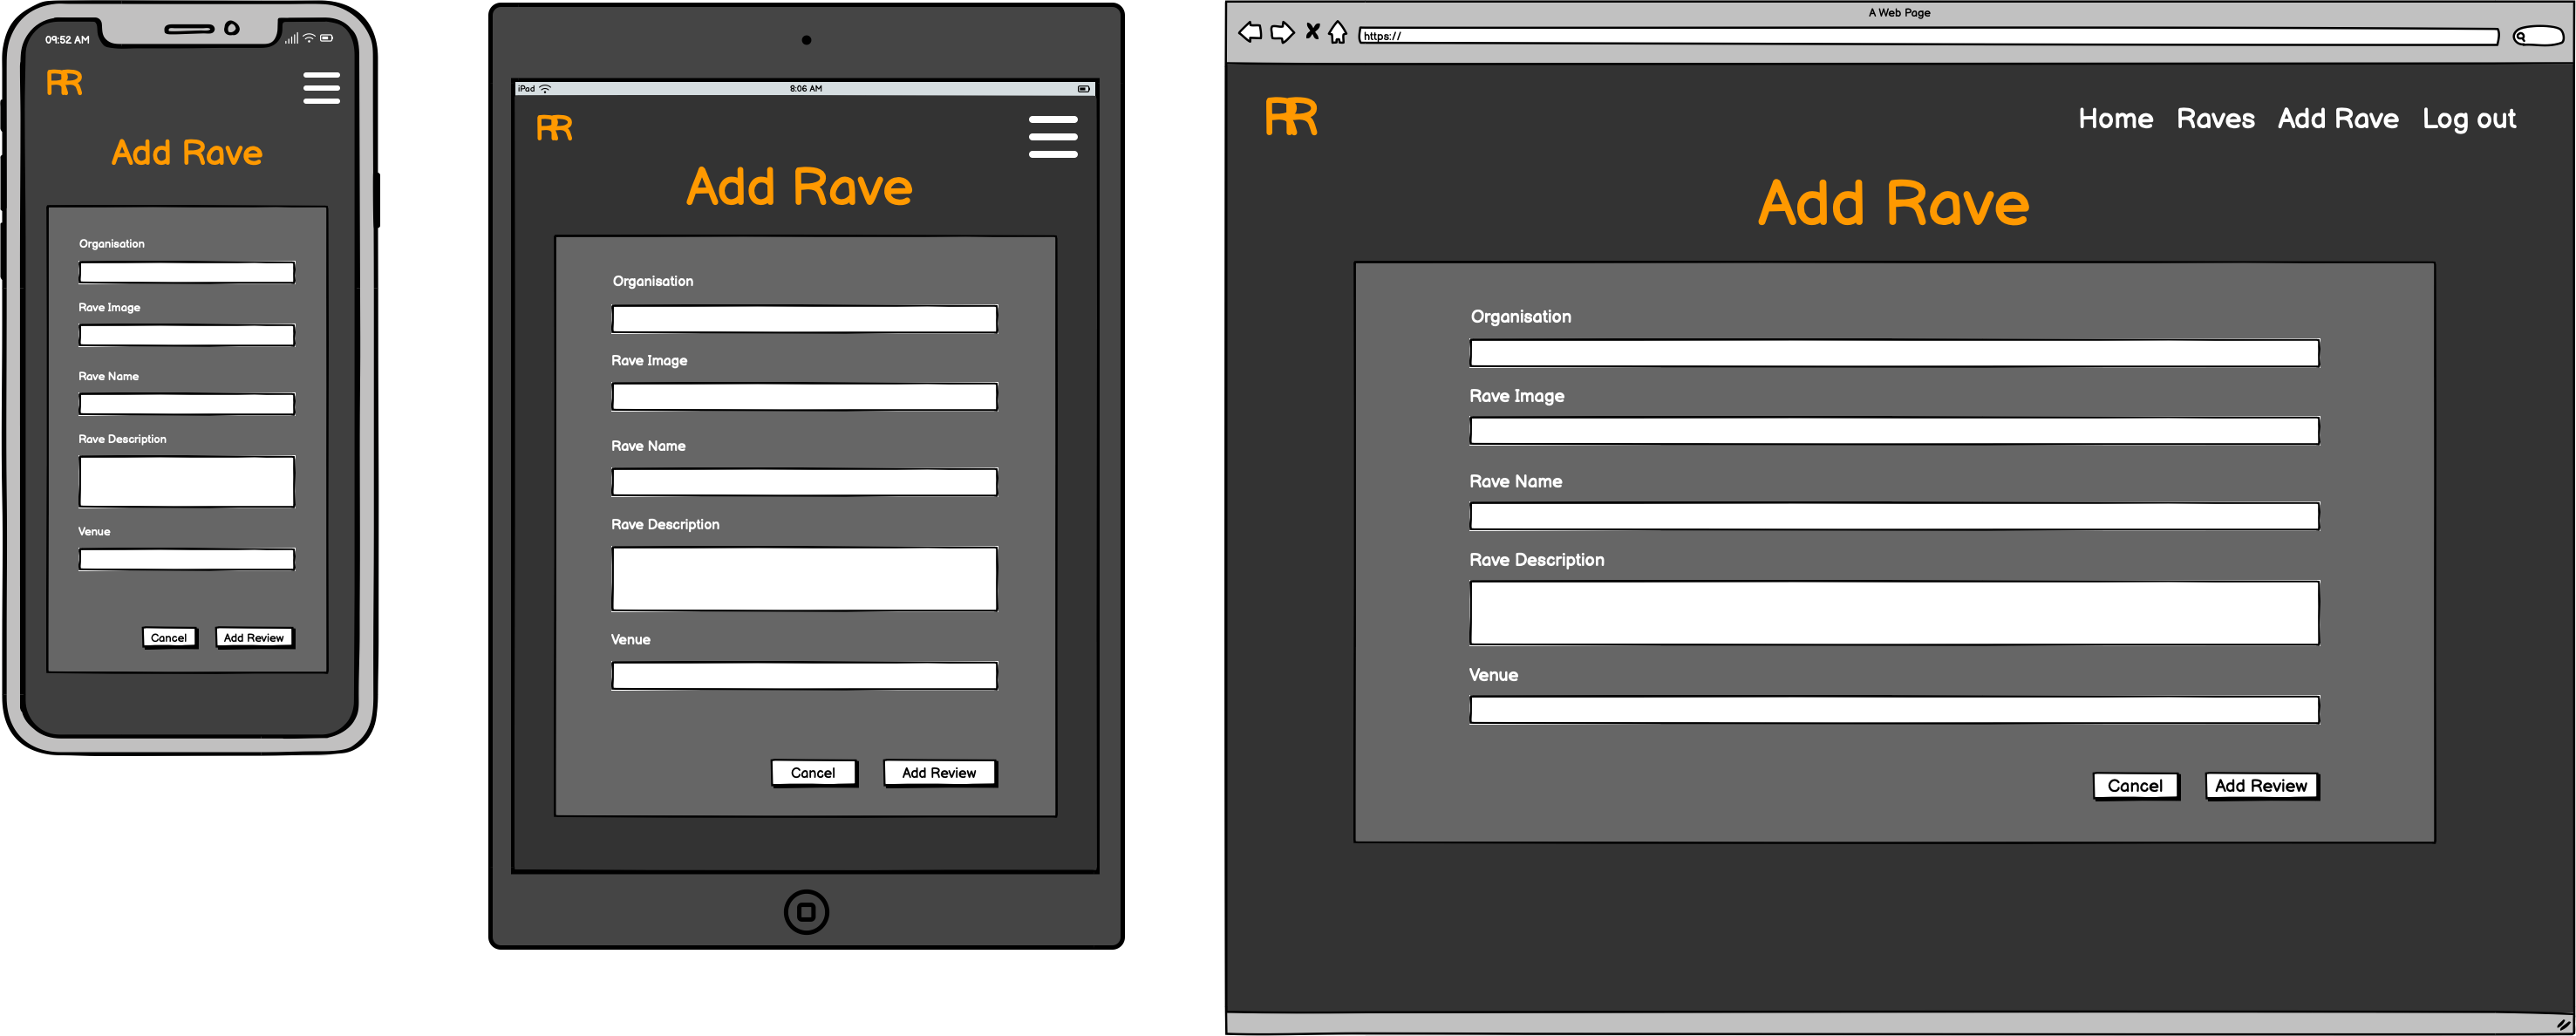 09:52 AM
RR
Add Rave
Organisation
Rave Image
Rave Name
Rave Description
Venue
Cancel Add Review
iPad 8:06 AM
RR
Add Rave
Organisation
Rave Image
Rave Name
Rave Description
Venue
Cancel Add Review
A Web Page
https://
RR Home Raves Add Rave Log out
Add Rave
Organisation
Rave Image
Rave Name
Rave Description
Venue
Cancel Add Review